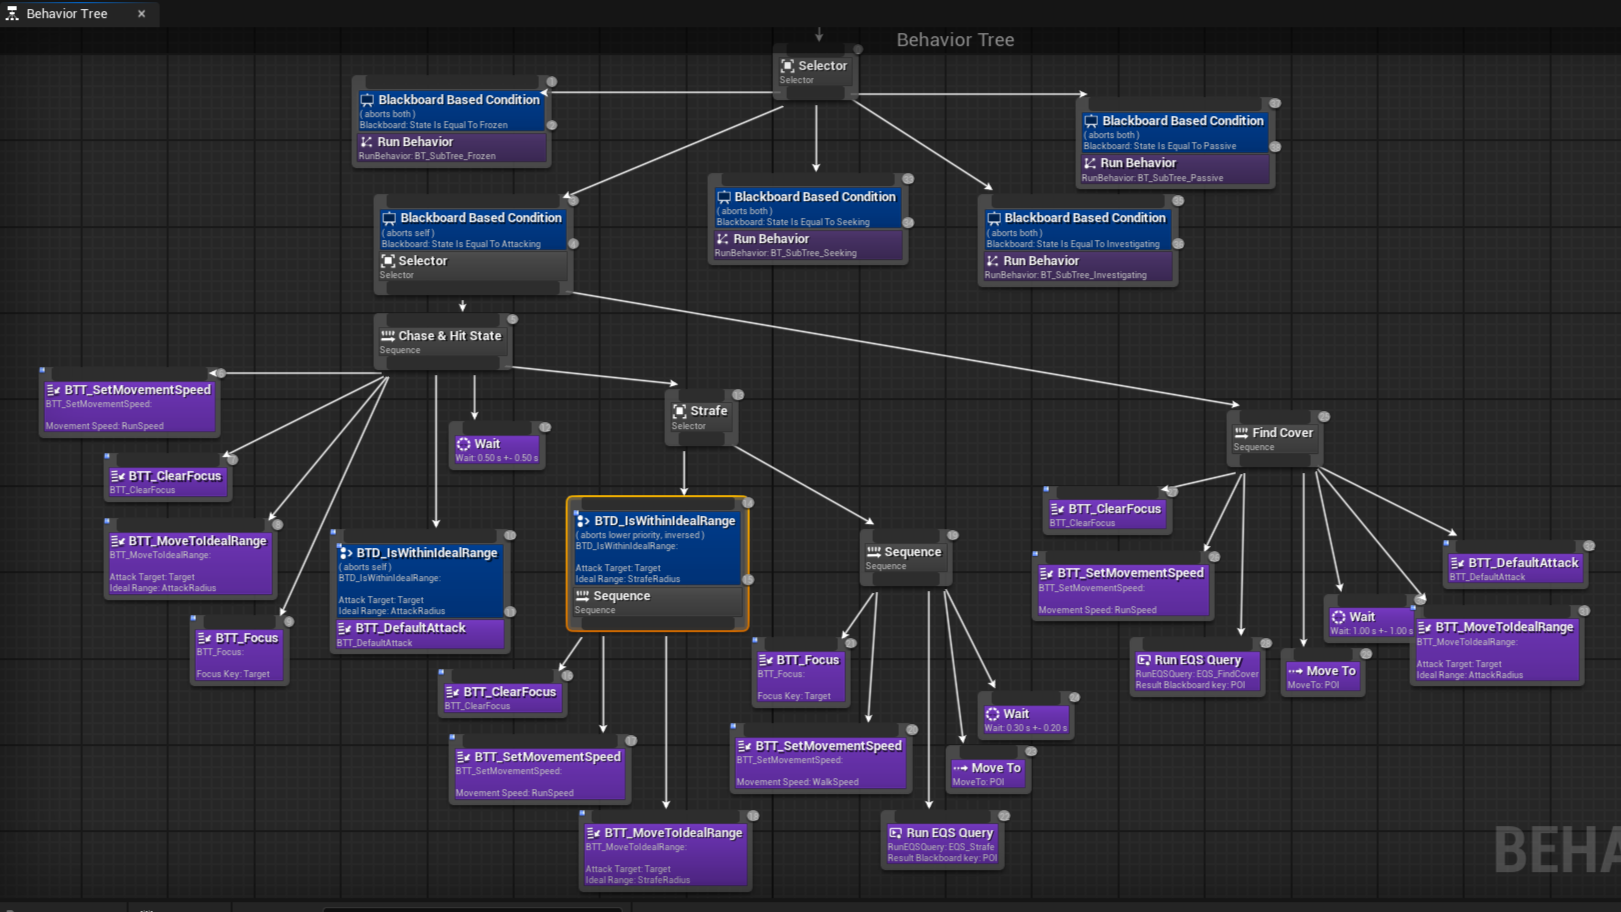 Behavior Tree
Behavior Tree
Selector
Selector
Blackboard Based Condition
( aborts both )
Blackboard: State Is Equal To Frozen
Run Behavior
RunBehavior: BT_SubTree_Frozen
Blackboard Based Condition
( aborts both )
Blackboard: State Is Equal To Passive
Run Behavior
RunBehavior: BT_SubTree_Passive
Blackboard Based Condition
( aborts self )
Blackboard: State Is Equal To Attacking
Selector
Selector
Blackboard Based Condition
( aborts both )
Blackboard: State Is Equal To Seeking
Run Behavior
RunBehavior: BT_SubTree_Seeking
Blackboard Based Condition
( aborts both )
Blackboard: State Is Equal To Investigating
Run Behavior
RunBehavior: BT_SubTree_Investigating
Chase & Hit State
Sequence
BTT_SetMovementSpeed
BTT_SetMovementSpeed:
Movement Speed: RunSpeed
BTT_ClearFocus
BTT_ClearFocus
BTT_MoveToIdealRange
BTT_MoveToIdealRange:
Attack Target: Target
Ideal Range: AttackRadius
BTT_Focus
BTT_Focus:
Focus Key: Target
BTD_IsWithinIdealRange
( aborts self )
BTD_IsWithinIdealRange:
Attack Target: Target
Ideal Range: AttackRadius
BTT_DefaultAttack
BTT_DefaultAttack
Wait
Wait: 0.50 s +- 0.50 s
Strafe
Selector
BTD_IsWithinIdealRange
( aborts lower priority, inversed )
BTD_IsWithinIdealRange:
Attack Target: Target
Ideal Range: StrafeRadius
Sequence
Sequence
BTT_ClearFocus
BTT_ClearFocus
BTT_SetMovementSpeed
BTT_SetMovementSpeed:
Movement Speed: RunSpeed
BTT_MoveToIdealRange
BTT_MoveToIdealRange:
Attack Target: Target
Ideal Range: StrafeRadius
Sequence
Sequence
BTT_Focus
BTT_Focus:
Focus Key: Target
BTT_SetMovementSpeed
BTT_SetMovementSpeed:
Movement Speed: WalkSpeed
Run EQS Query
RunEQSQuery: EQS_Strafe
Result Blackboard key: POI
Move To
MoveTo: POI
Wait
Wait: 0.30 s +- 0.20 s
Find Cover
Sequence
BTT_ClearFocus
BTT_ClearFocus
BTT_SetMovementSpeed
BTT_SetMovementSpeed:
Movement Speed: RunSpeed
Run EQS Query
RunEQSQuery: EQS_FindCover
Result Blackboard key: POI
Move To
MoveTo: POI
Wait
Wait: 1.00 s +- 1.00 s
BTT_MoveToIdealRange
BTT_MoveToIdealRange:
Attack Target: Target
Ideal Range: AttackRadius
BTT_DefaultAttack
BTT_DefaultAttack
BEHA